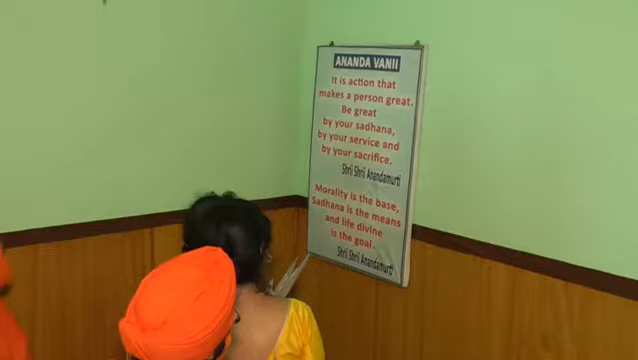 ANANDA VANII
It is action that
makes a person great.
Be great
by your sadhana,
by your service and
by your sacrifice.
Shrii Shrii Anandamurti
Morality is the base,
Sadhana is the means
and life divine
is the goal.
Shrii Shrii Anandamurti